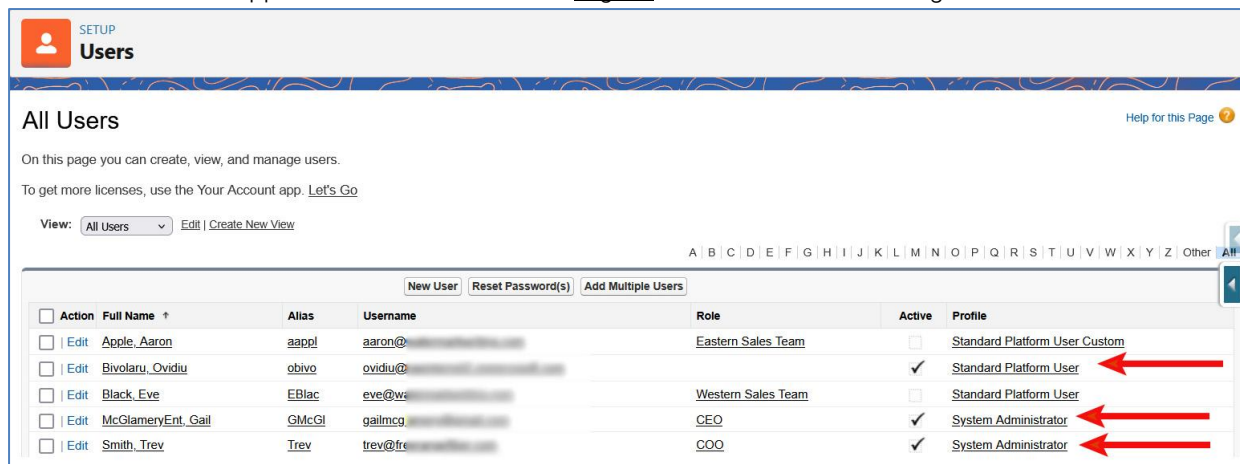 SETUP
Users
All Users
Help for this Page
On this page you can create, view, and manage users.
To get more licenses, use the Your Account app. Let's Go
View: All Users Edit | Create New View
A | B | C | D | E | F | G | H | I | J | K | L | M | N | O | P | Q | R | S | T | U | V | W | X | Y | Z | Other | All
New User Reset Password(s) Add Multiple Users
Action Full Name ↑ Alias Username Role Active Profile
| Edit Apple, Aaron aappl aaron@ Eastern Sales Team Standard Platform User Custom
| Edit Bivolaru, Ovidiu obivo ovidiu@ ✓ Standard Platform User
| Edit Black, Eve EBlac eve@wa Western Sales Team Standard Platform User
| Edit McGlameryEnt, Gail GMcGl gailmcg CEO ✓ System Administrator
| Edit Smith, Trev Trev trev@fre COO ✓ System Administrator